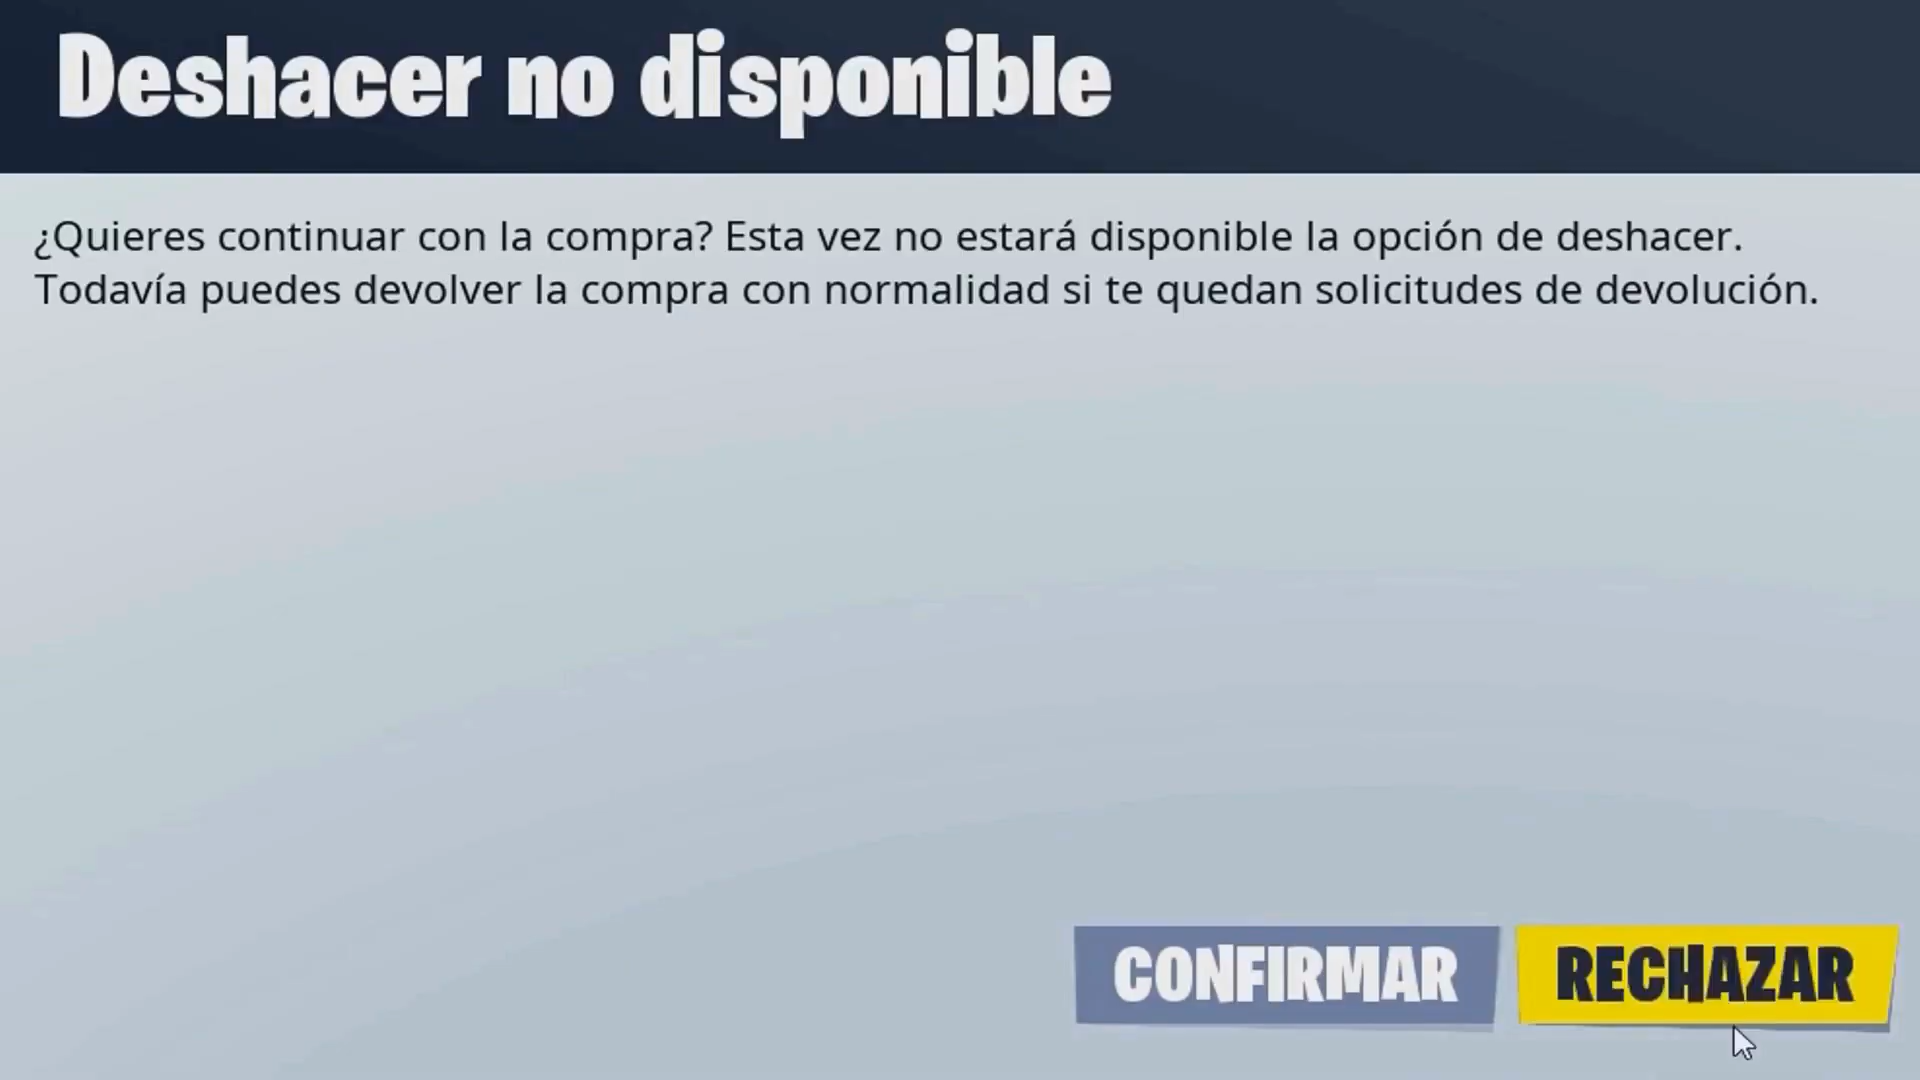 Deshacer no disponible
¿Quieres continuar con la compra? Esta vez no estará disponible la opción de deshacer.
Todavía puedes devolver la compra con normalidad si te quedan solicitudes de devolución.
CONFIRMAR
RECHAZAR